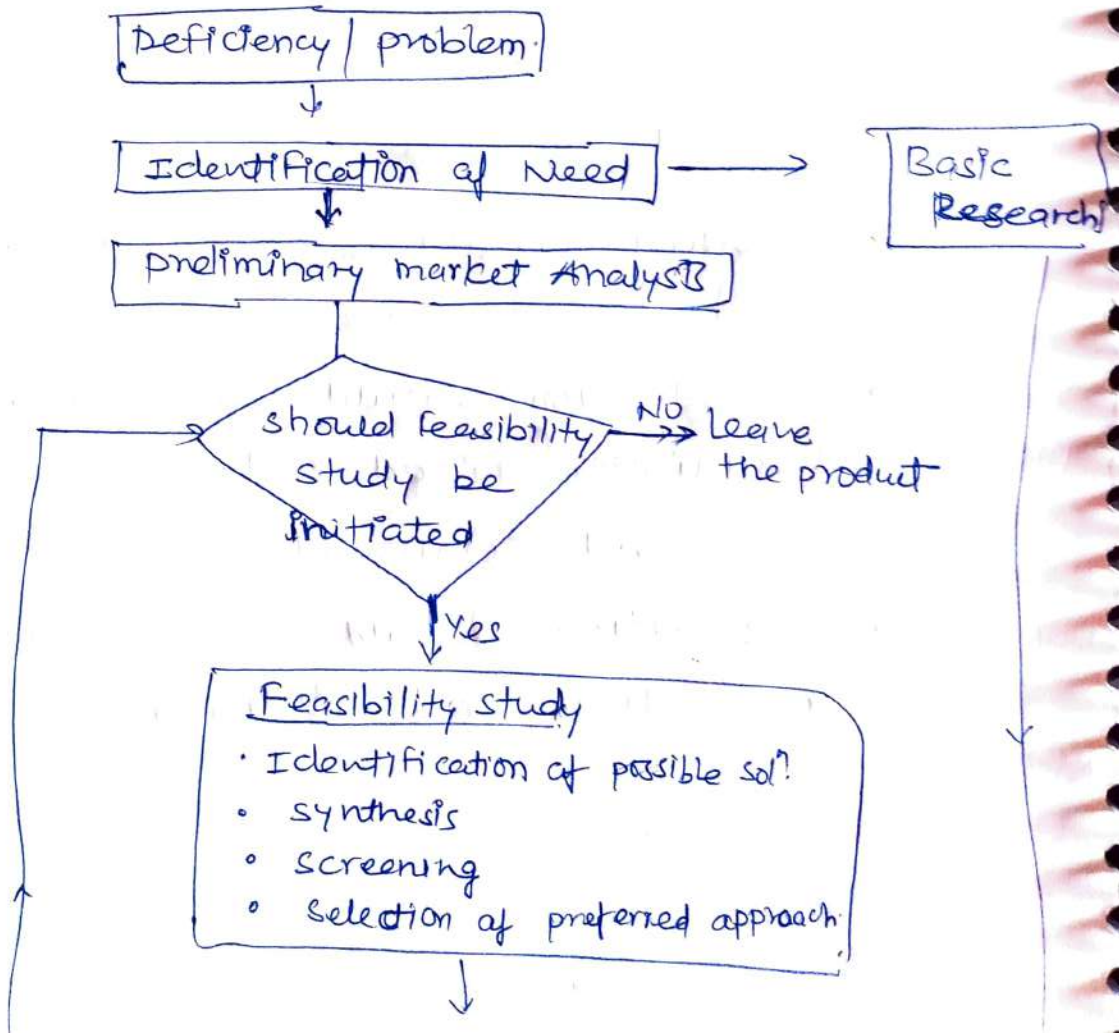 Deficiency / problem.
Identification of Need
Basic
Research
preliminary market Analysis
should feasibility
study be
initiated
NO
Leave
the product
Yes
Feasibility study
· Identification of possible solⁿ.
• synthesis
• screening
• selection of preferred approach.